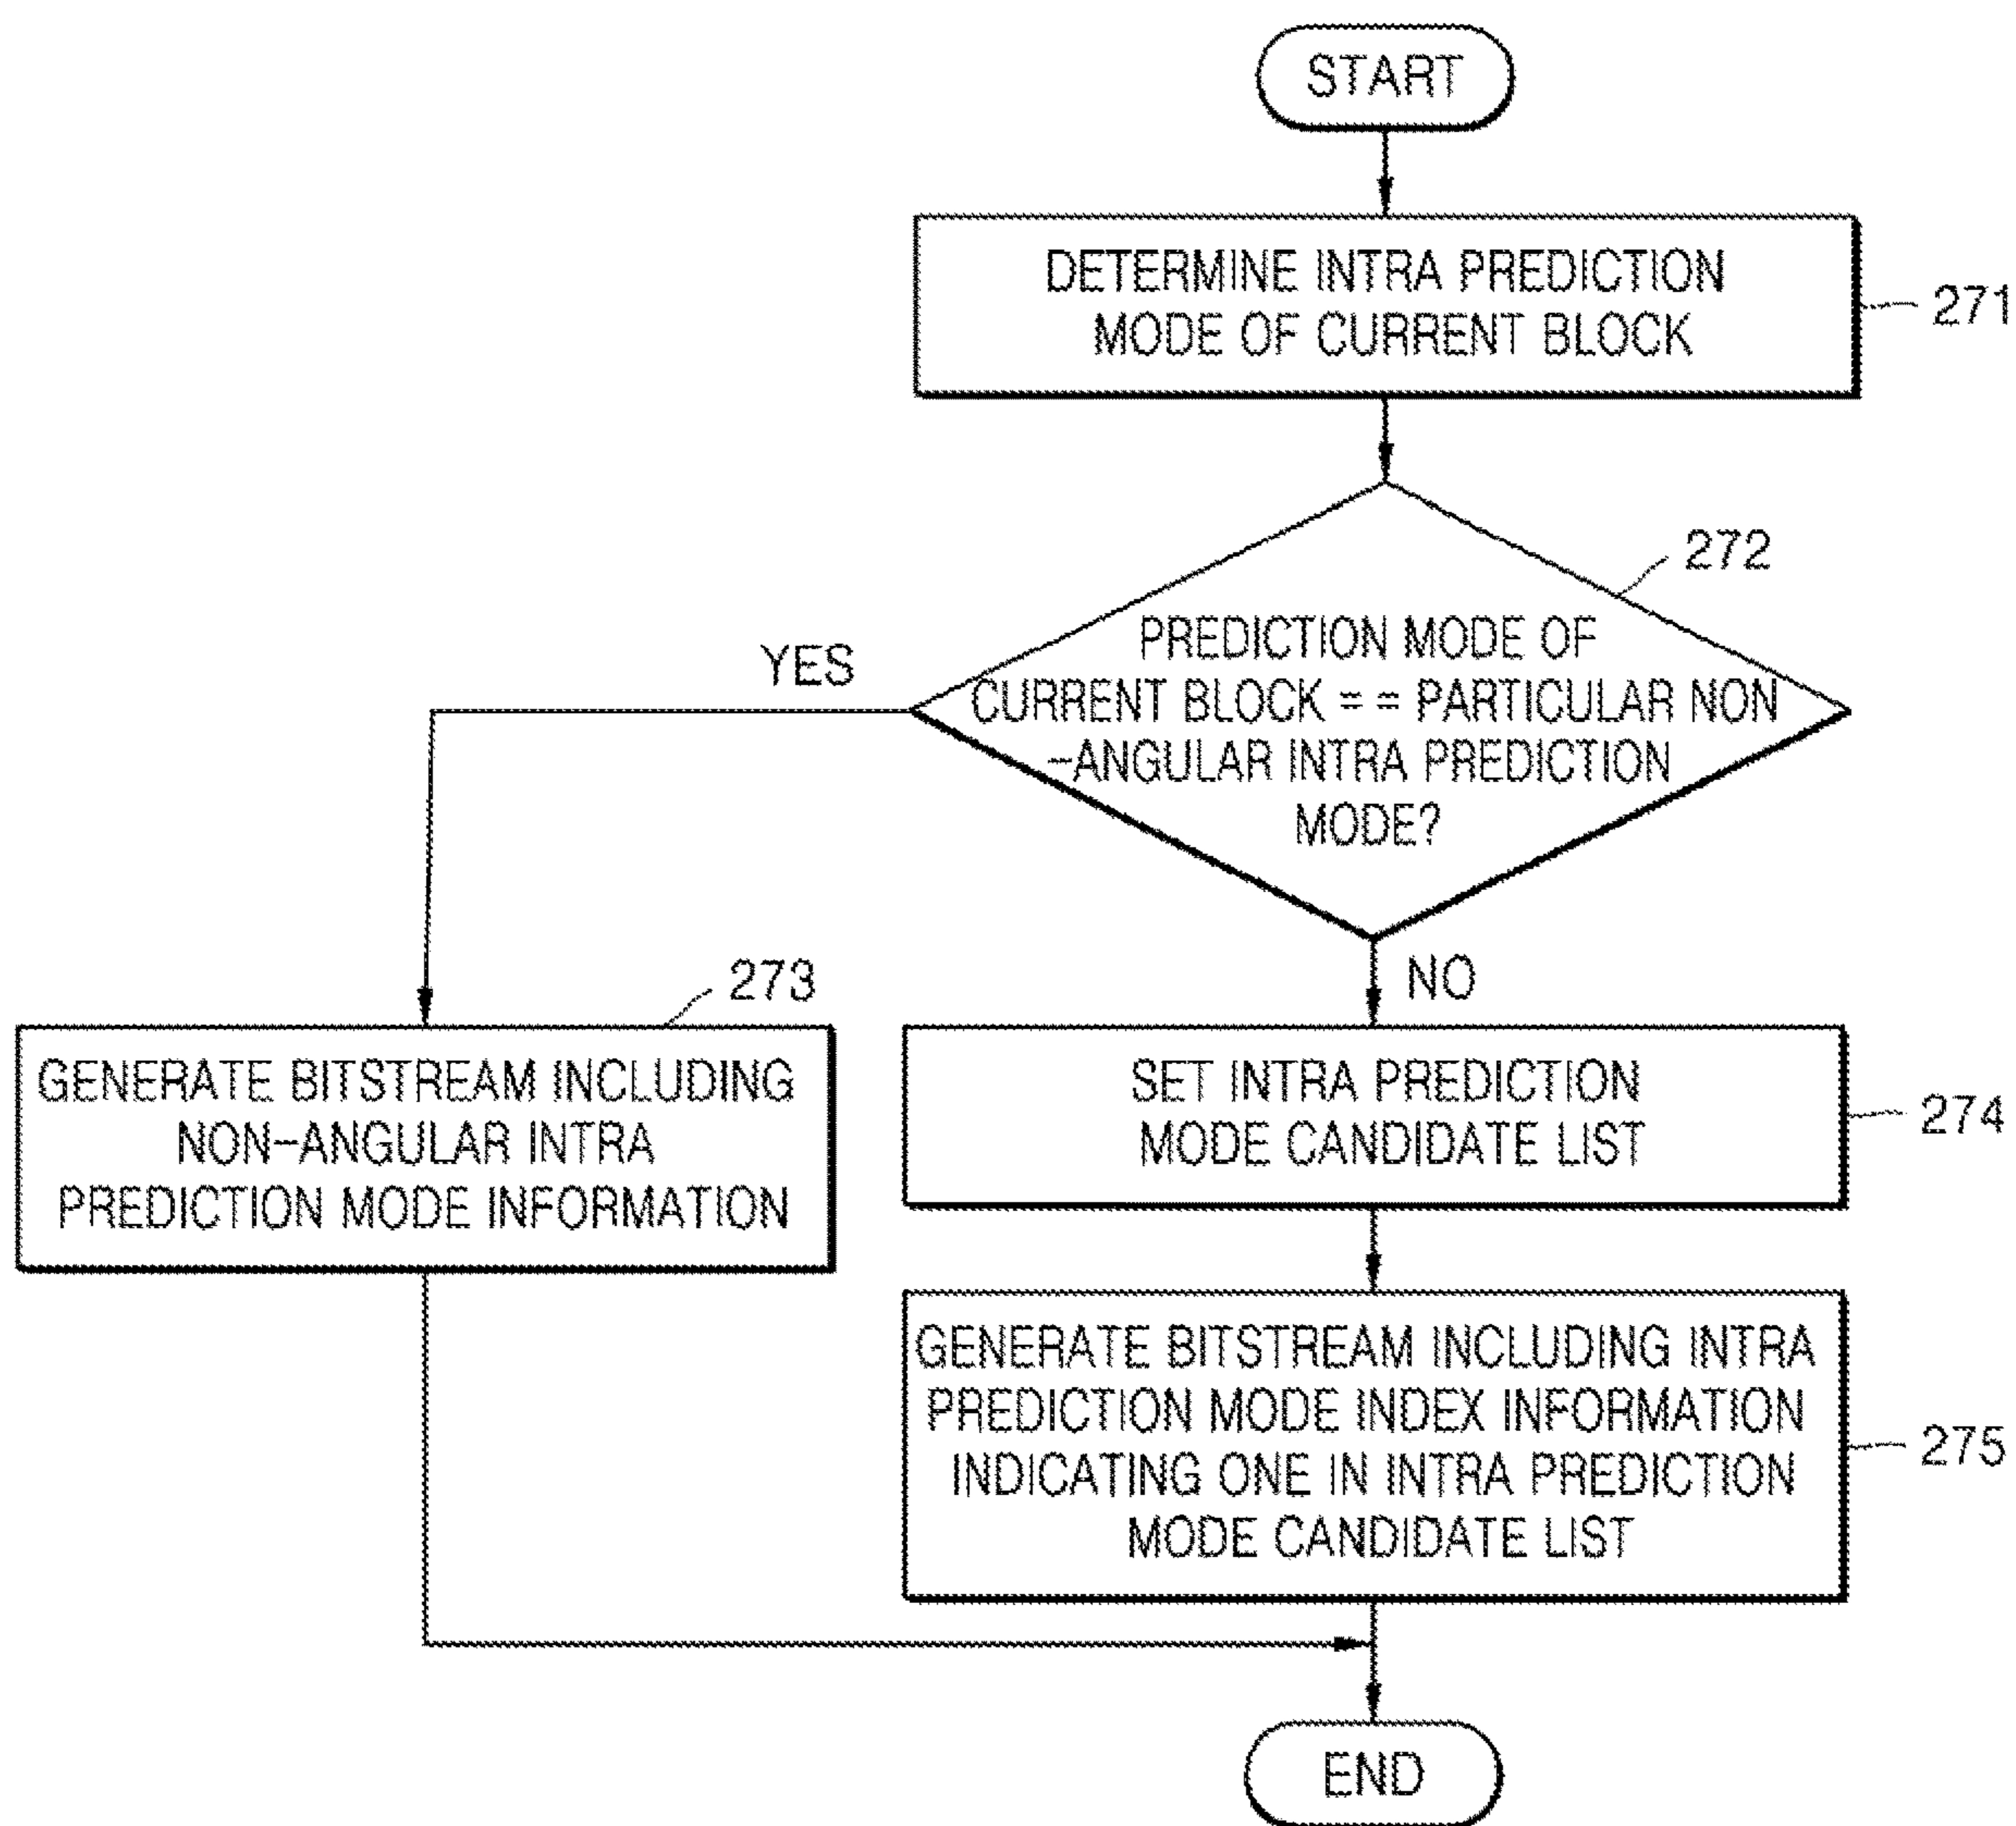 START
DETERMINE INTRA PREDICTION
MODE OF CURRENT BLOCK
271
272
PREDICTION MODE OF
CURRENT BLOCK = = PARTICULAR NON
-ANGULAR INTRA PREDICTION
MODE?
YES
NO
273
GENERATE BITSTREAM INCLUDING
NON-ANGULAR INTRA
PREDICTION MODE INFORMATION
SET INTRA PREDICTION
MODE CANDIDATE LIST
274
GENERATE BITSTREAM INCLUDING INTRA
PREDICTION MODE INDEX INFORMATION
INDICATING ONE IN INTRA PREDICTION
MODE CANDIDATE LIST
275
END